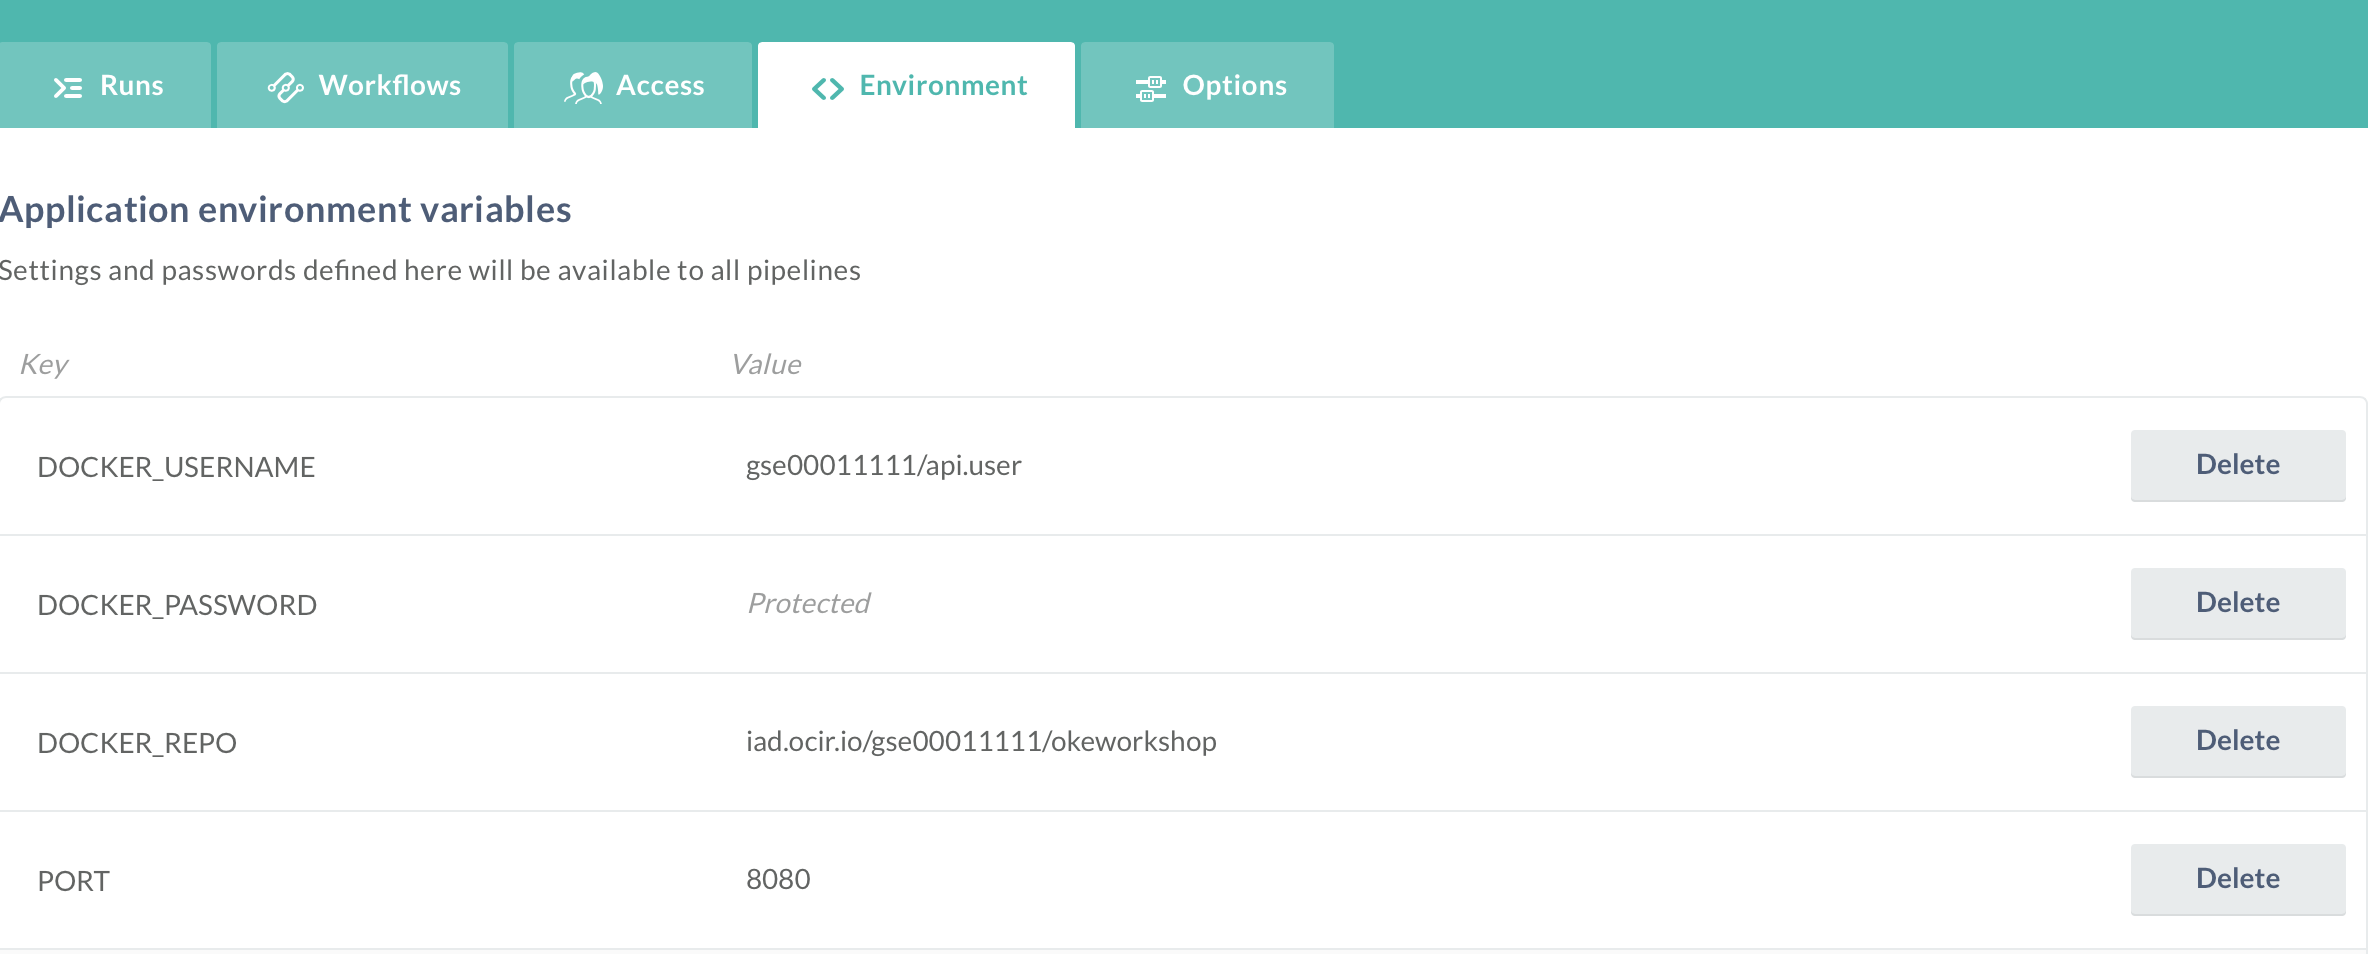 Runs Workflows Access Environment Options
Application environment variables
Settings and passwords defined here will be available to all pipelines
Key Value
DOCKER_USERNAME gse00011111/api.user Delete
DOCKER_PASSWORD Protected Delete
DOCKER_REPO iad.ocir.io/gse00011111/okeworkshop Delete
PORT 8080 Delete